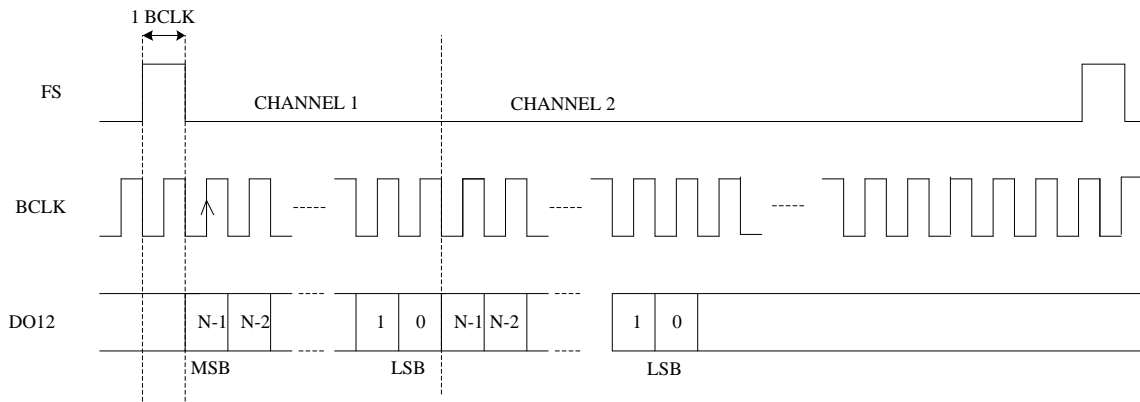 1 BCLK
FS
CHANNEL 1 CHANNEL 2
BCLK
DO12 N-1 N-2 1 0 N-1 N-2 1 0
MSB LSB LSB